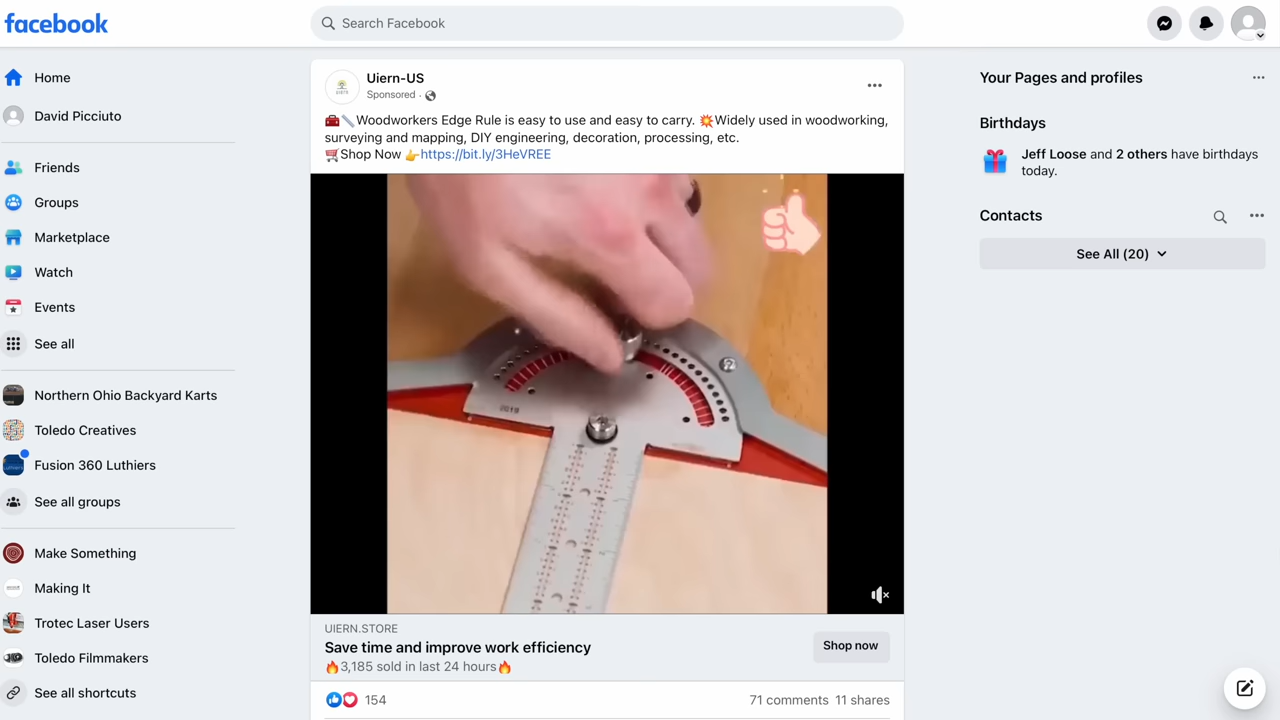 facebook
Search Facebook
Home
David Picciuto
Friends
Groups
Marketplace
Watch
Events
See all
Northern Ohio Backyard Karts
Toledo Creatives
Fusion 360 Luthiers
See all groups
Make Something
Making It
Trotec Laser Users
Toledo Filmmakers
See all shortcuts
Uiern-US
Sponsored ·
🧰📏Woodworkers Edge Rule is easy to use and easy to carry. 💥Widely used in woodworking,
surveying and mapping, DIY engineering, decoration, processing, etc.
🛒Shop Now 👉https://bit.ly/3HeVREE
UIERN.STORE
Save time and improve work efficiency
🔥3,185 sold in last 24 hours🔥
Shop now
154
71 comments 11 shares
Your Pages and profiles
Birthdays
Jeff Loose and 2 others have birthdays
today.
Contacts
See All (20)